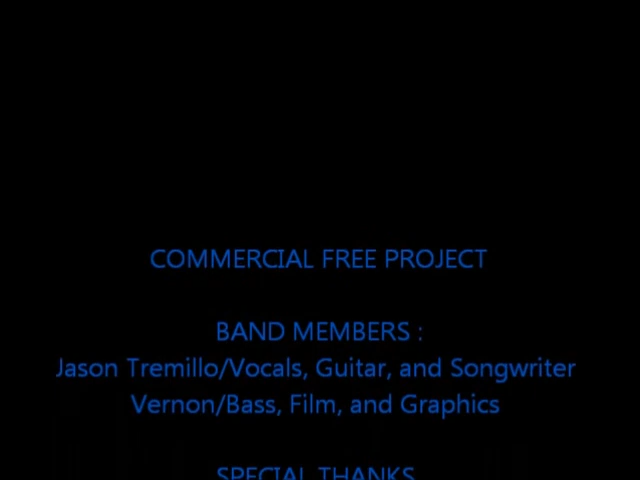 COMMERCIAL FREE PROJECT
BAND MEMBERS :
Jason Tremillo/Vocals, Guitar, and Songwriter
Vernon/Bass, Film, and Graphics
SPECIAL THANKS